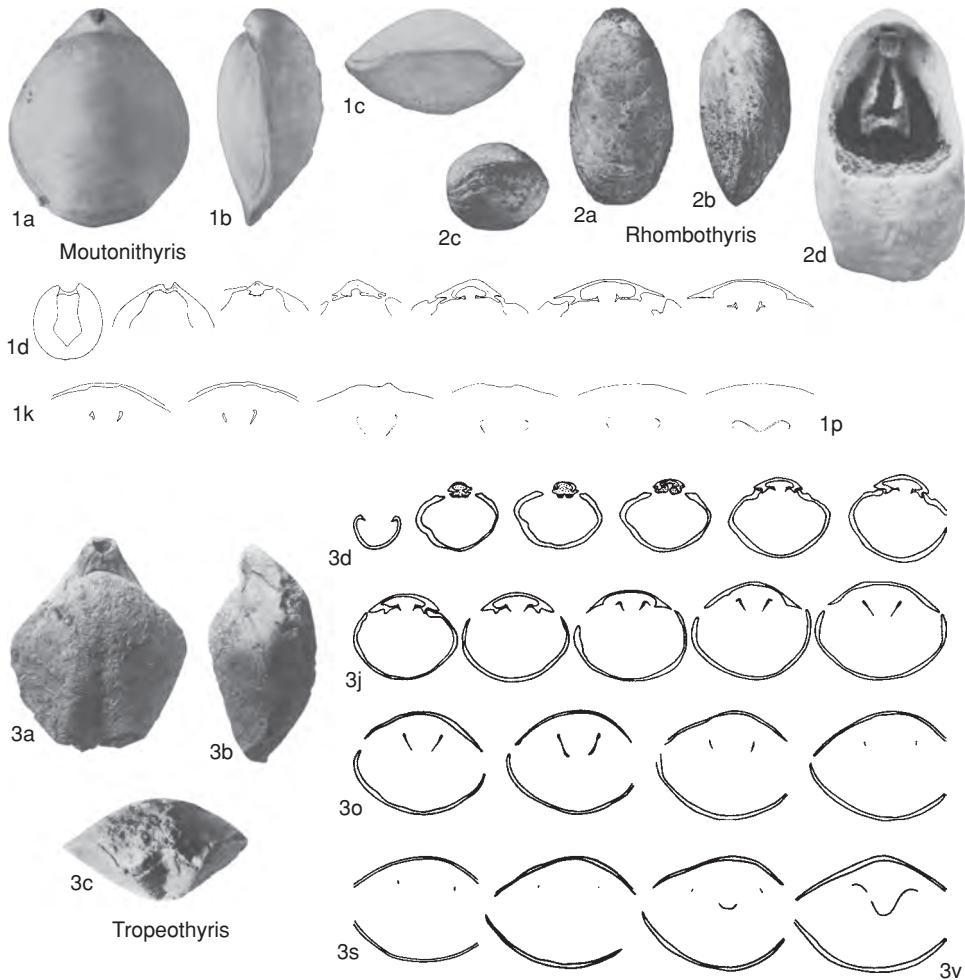 1a
1b
1c
2c
2a
2b
2d
Moutonithyris
Rhombothyris
1d
1k
1p
3d
3a
3b
3j
3o
3c
3s
3v
Tropeothyris